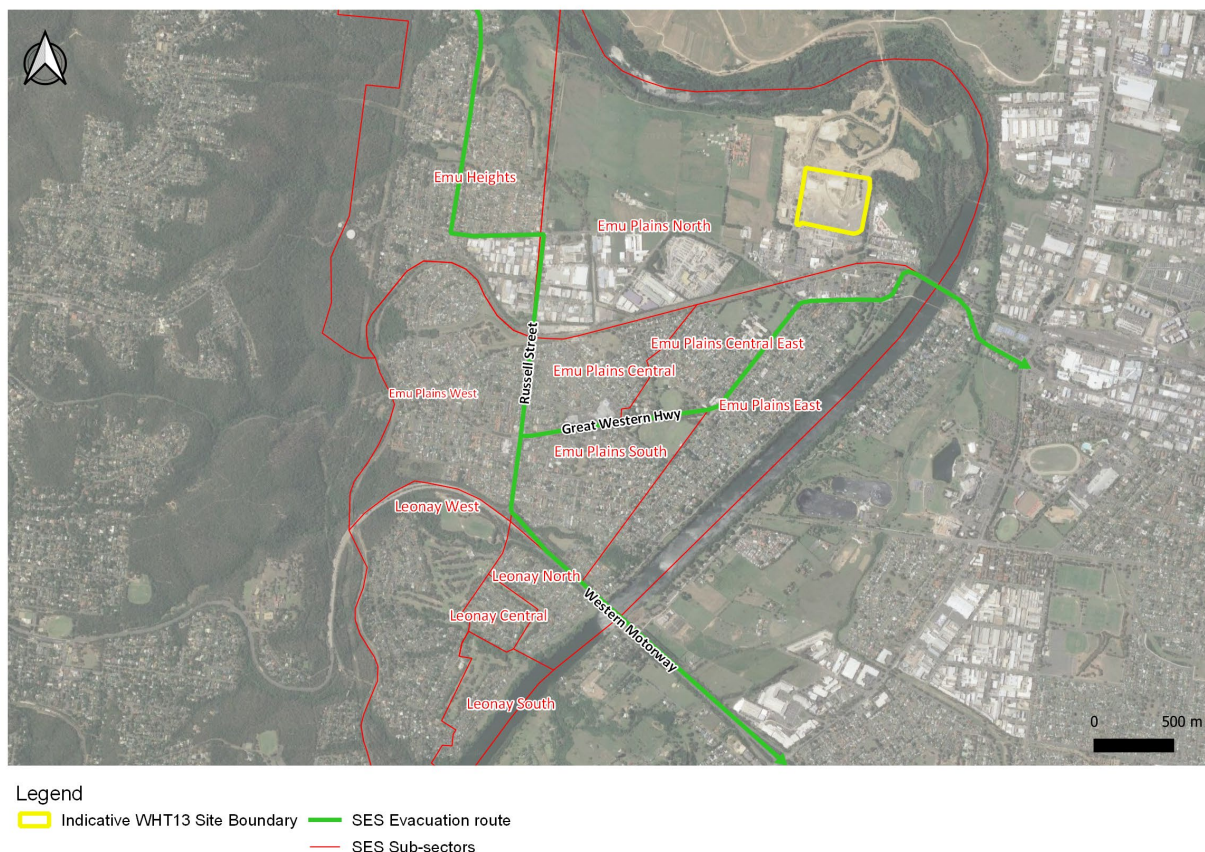 Emu Heights
Emu Plains North
Russell Street
Emu Plains Central East
Emu Plains Central
Emu Plains West
Emu Plains East
Great Western Hwy
Emu Plains South
Leonay West
Leonay North
Western Motorway
Leonay Central
Leonay South
0 500 m
Legend
Indicative WHT13 Site Boundary SES Evacuation route
SES Sub-sectors